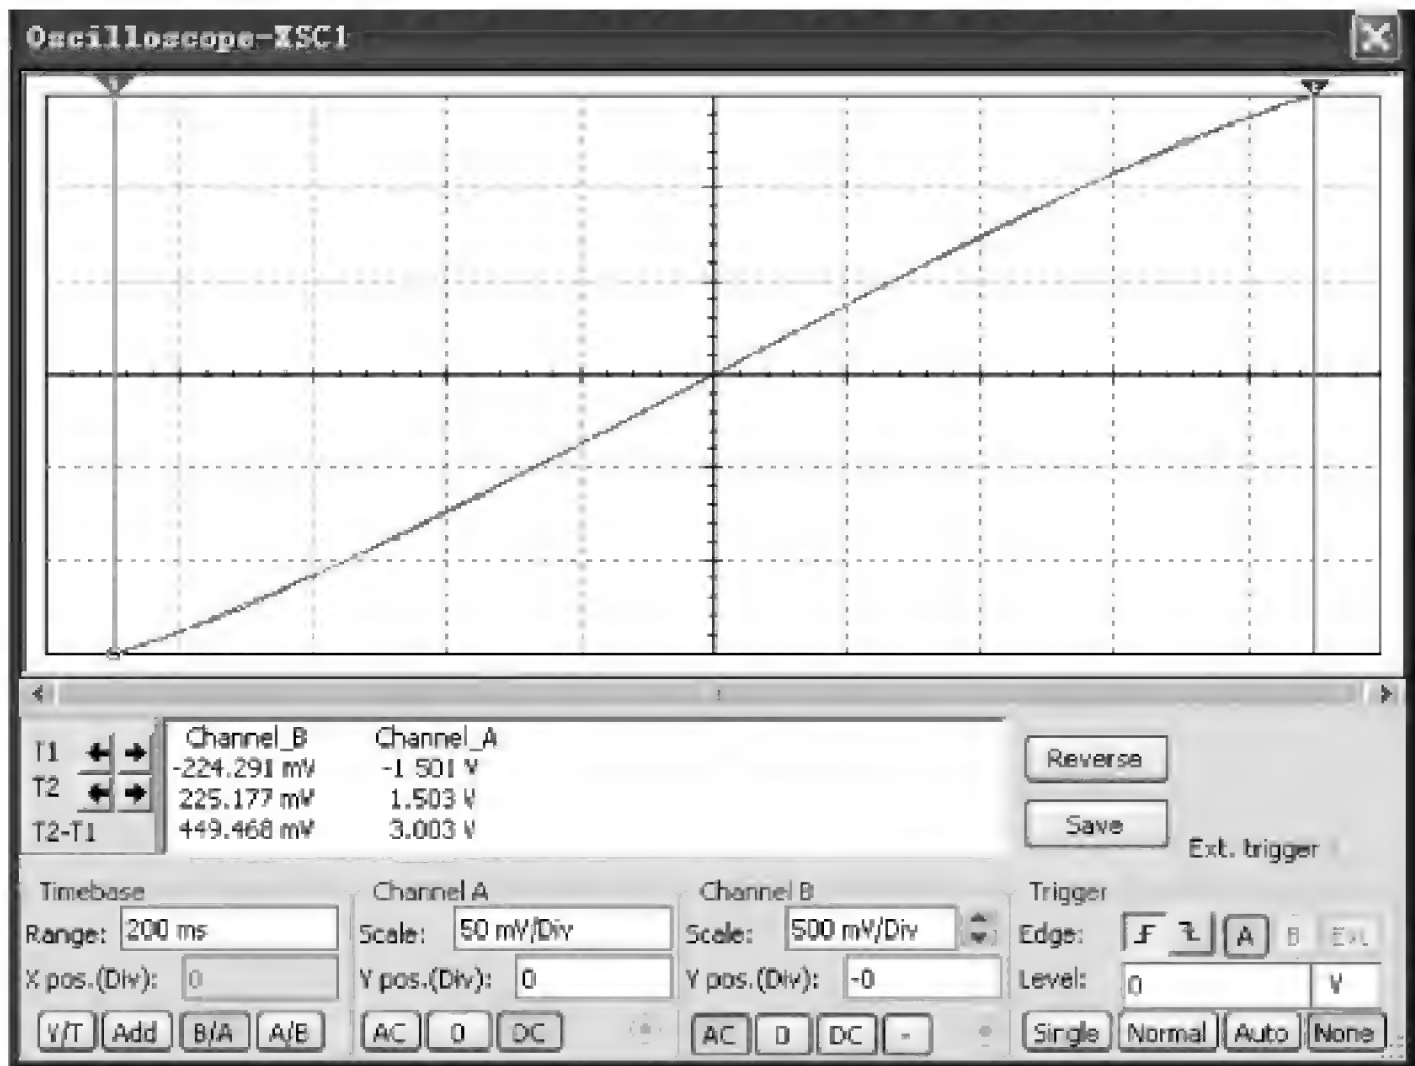 Oscilloscope-XSC1
Channel_B Channel_A
T1 -224.291 mV -1.501 V
T2 225.177 mV 1.503 V
T2-T1 449.468 mV 3.003 V
Reverse
Save
Ext. trigger
Timebase Channel A Channel B Trigger
Range: 200 ms Scale: 50 mV/Div Scale: 500 mV/Div Edge: A B Ext
X pos.(Div): 0 Y pos.(Div): 0 Y pos.(Div): -0 Level: 0 V
Y/T Add B/A A/B AC 0 DC AC 0 DC - Single Normal Auto None